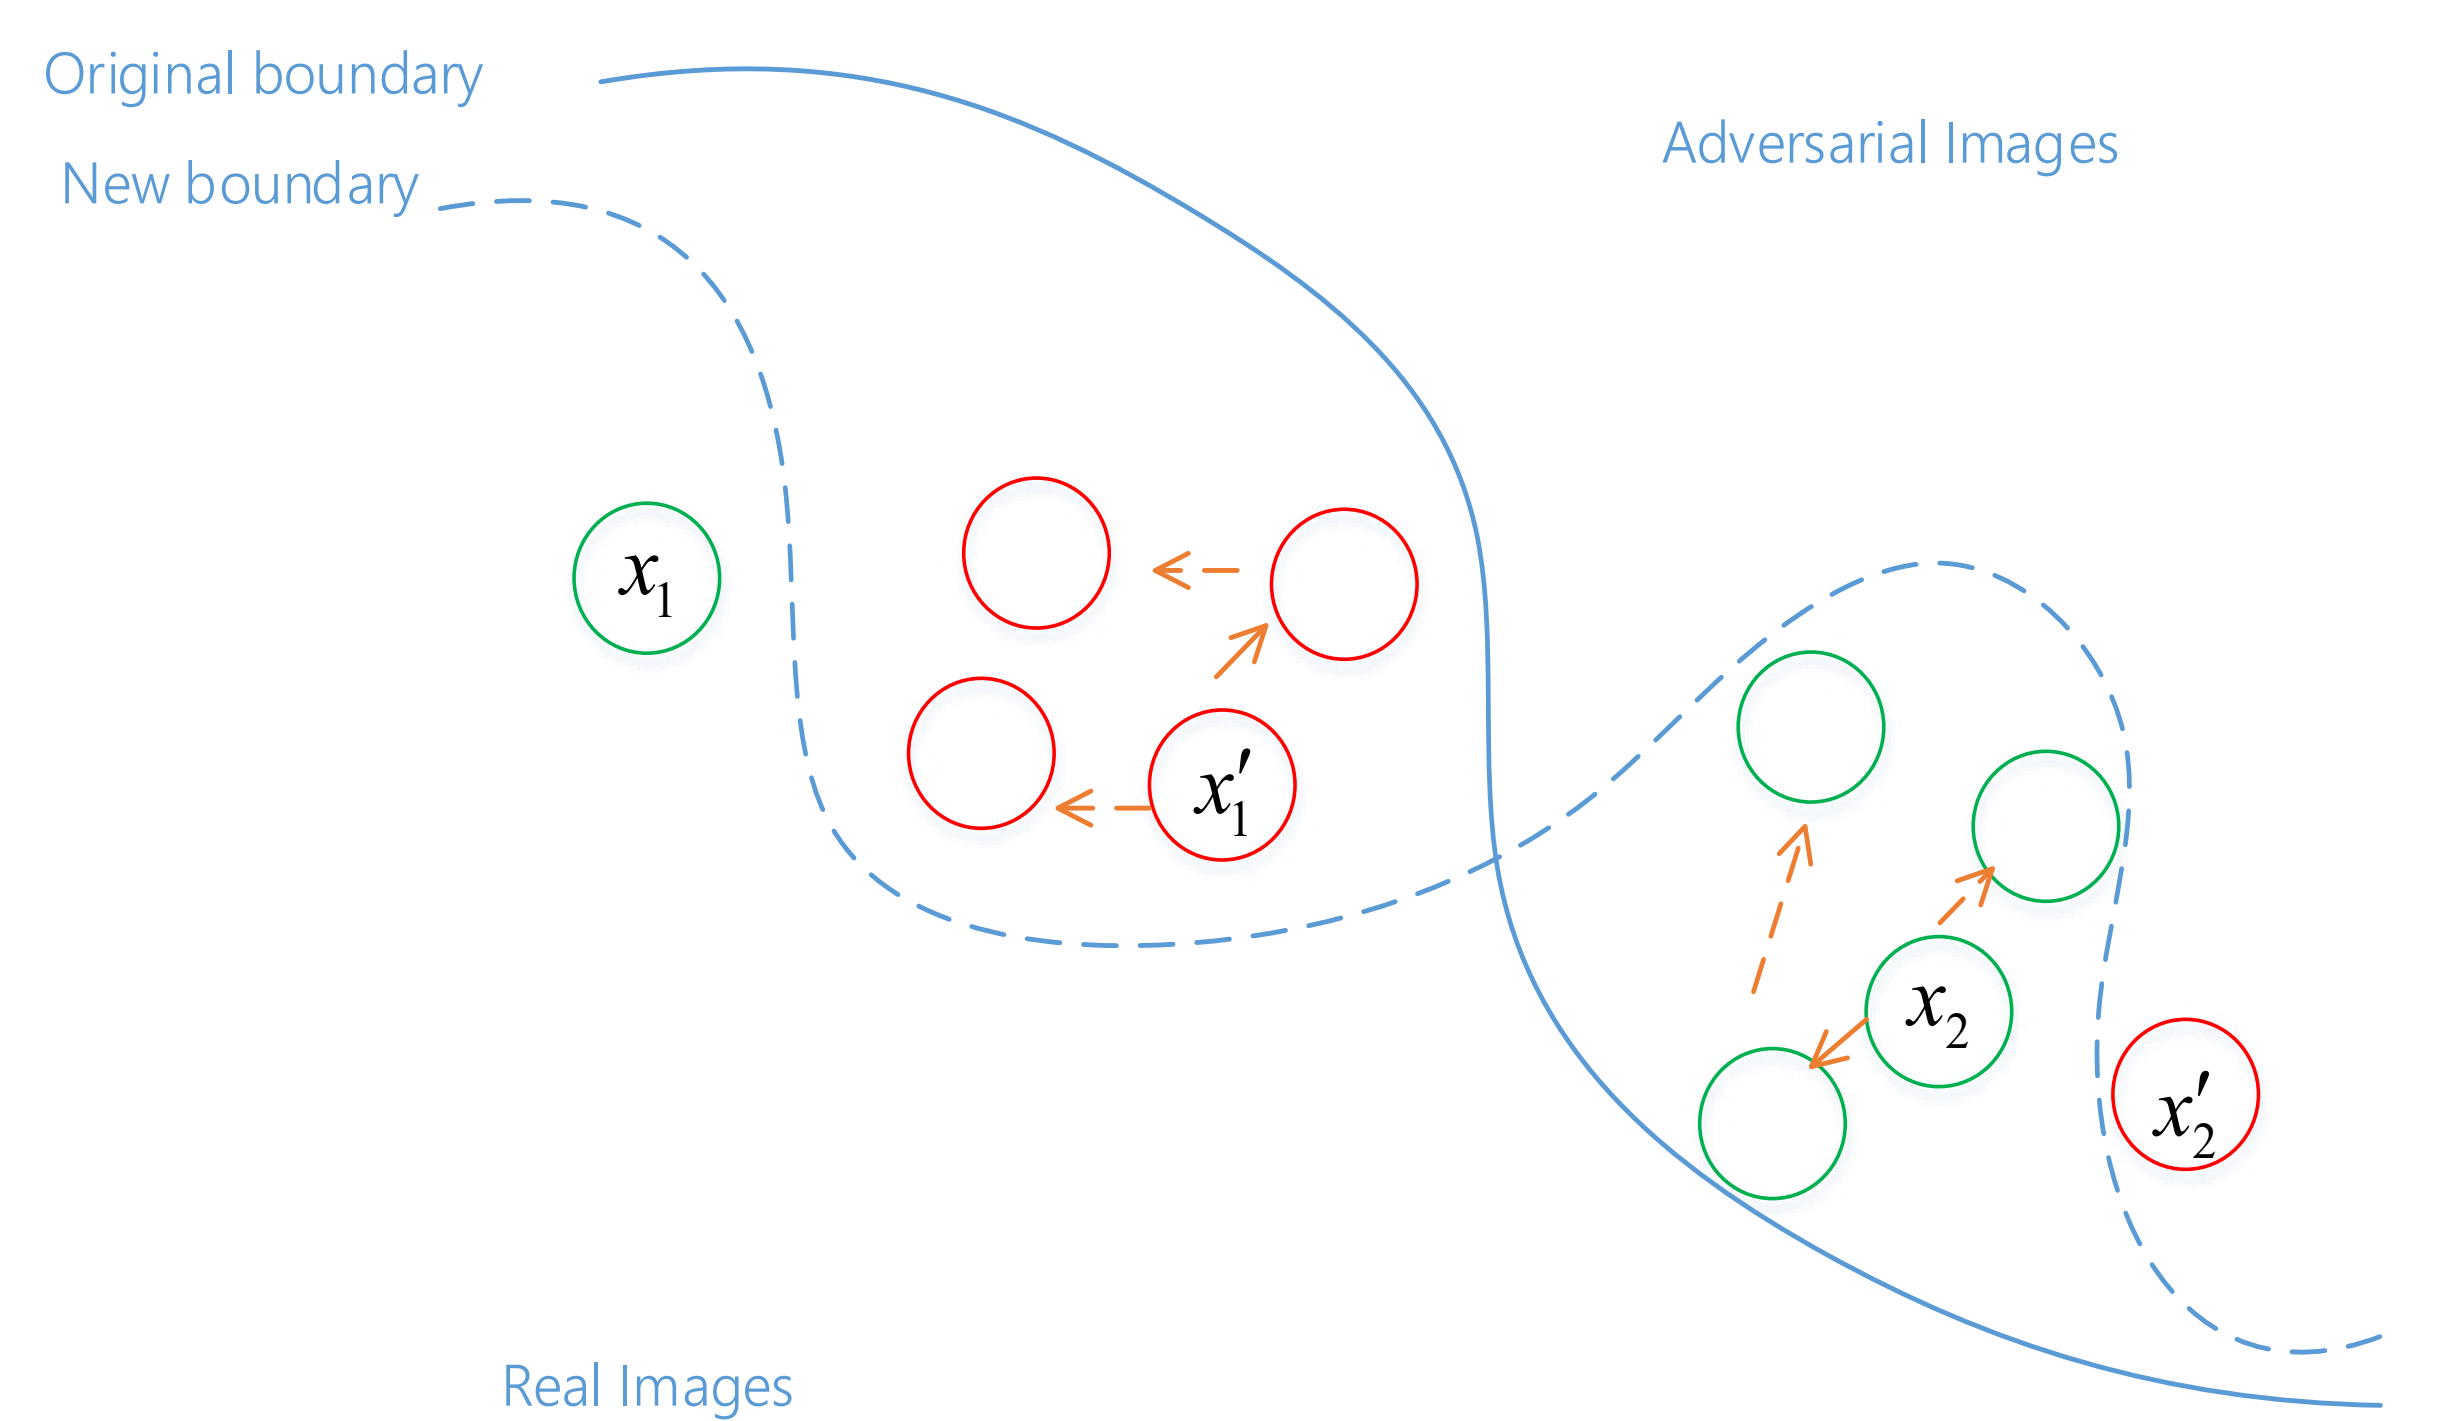 Original boundary
New boundary
Adversarial Images
x₁
x₁′
x₂
x₂′
Real Images